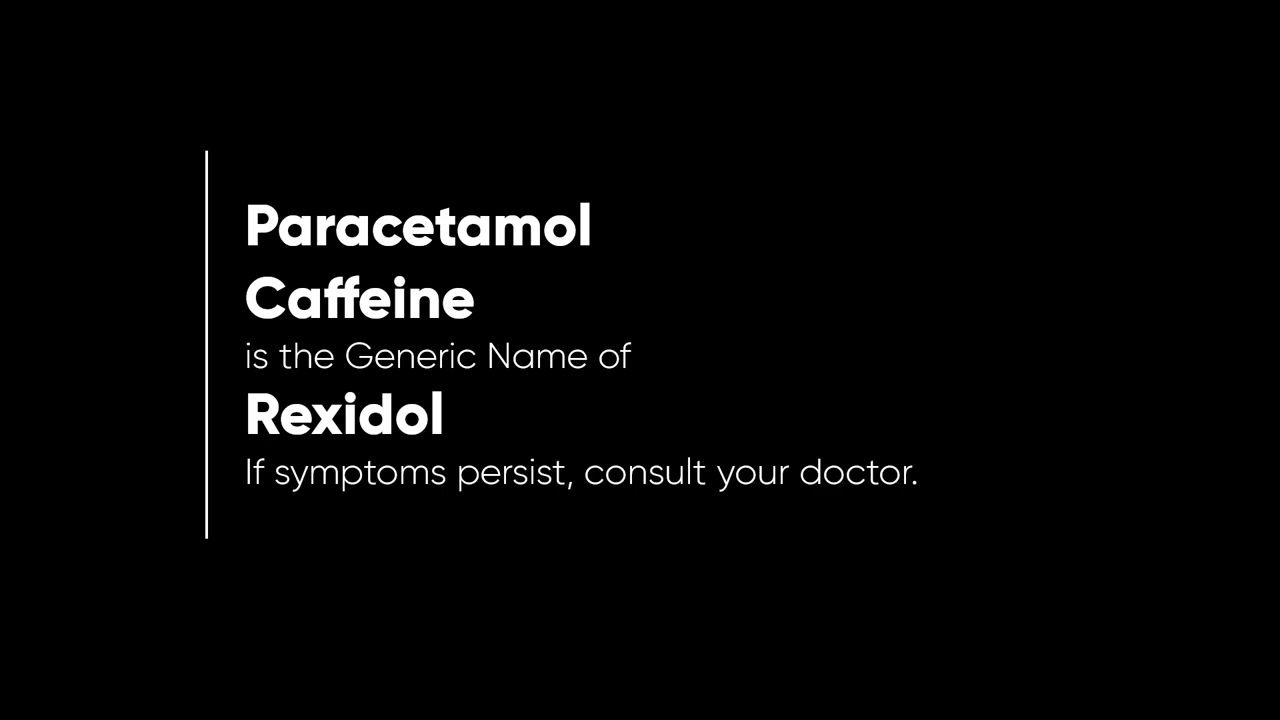 Paracetamol
Caffeine
is the Generic Name of
Rexidol
If symptoms persist, consult your doctor.